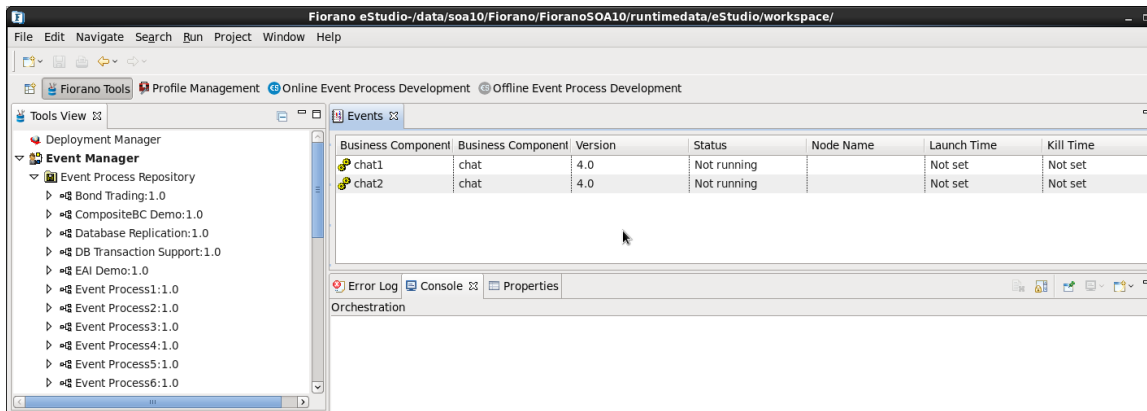 Fiorano eStudio-/data/soa10/Fiorano/FioranoSOA10/runtimedata/eStudio/workspace/
File Edit Navigate Search Run Project Window Help
Fiorano Tools Profile Management Online Event Process Development Offline Event Process Development
Tools View
Deployment Manager
Event Manager
Event Process Repository
Bond Trading:1.0
CompositeBC Demo:1.0
Database Replication:1.0
DB Transaction Support:1.0
EAI Demo:1.0
Event Process1:1.0
Event Process2:1.0
Event Process3:1.0
Event Process4:1.0
Event Process5:1.0
Event Process6:1.0
Events
Business Component Business Component Version Status Node Name Launch Time Kill Time
chat1 chat 4.0 Not running Not set Not set
chat2 chat 4.0 Not running Not set Not set
Error Log Console Properties
Orchestration